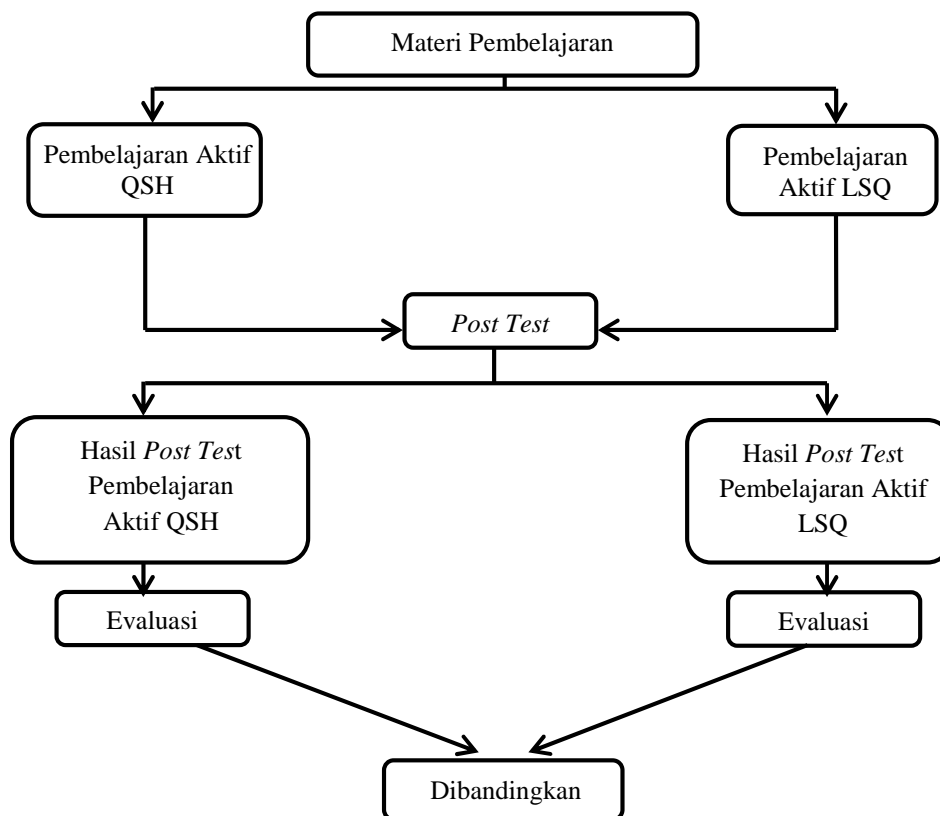 Materi Pembelajaran
Pembelajaran Aktif
QSH
Pembelajaran
Aktif LSQ
Post Test
Hasil Post Test
Pembelajaran
Aktif QSH
Hasil Post Test
Pembelajaran Aktif
LSQ
Evaluasi
Evaluasi
Dibandingkan